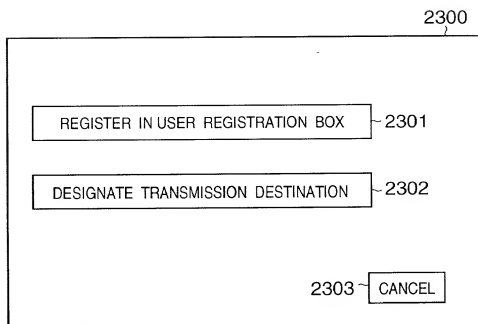 2300
REGISTER IN USER REGISTRATION BOX 2301
DESIGNATE TRANSMISSION DESTINATION 2302
2303 CANCEL